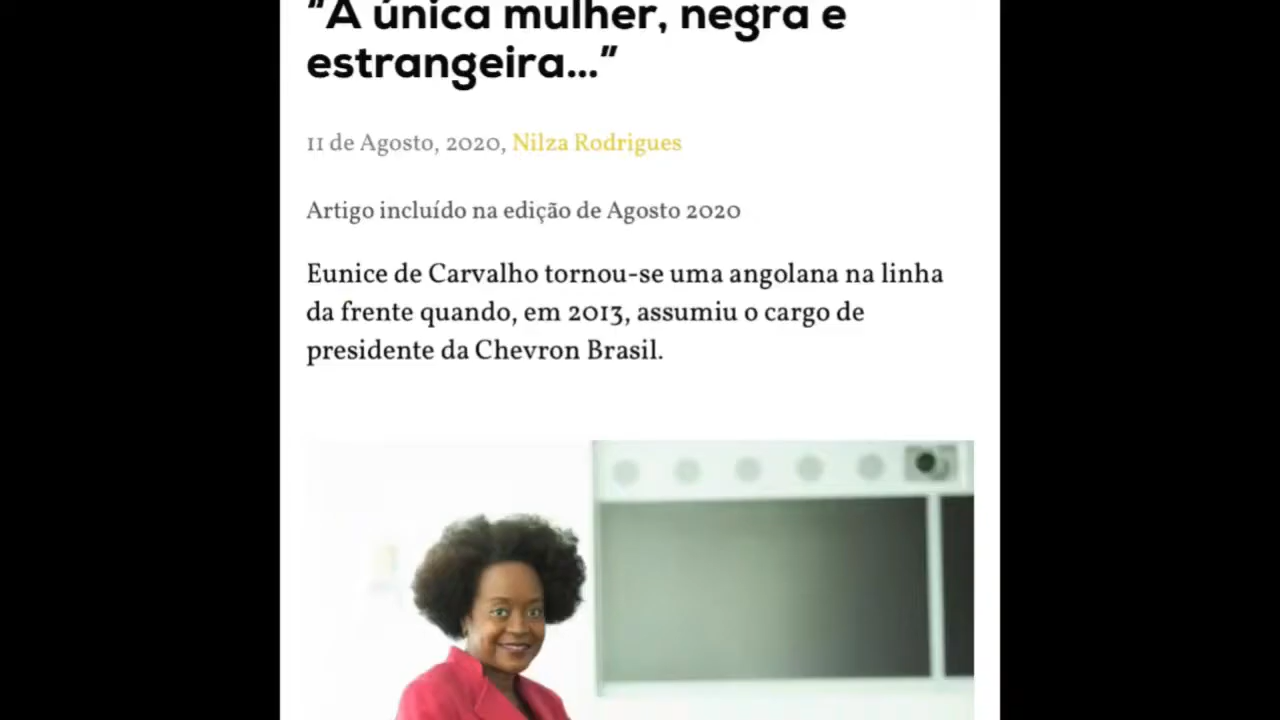 “A única mulher, negra e
estrangeira...”
11 de Agosto, 2020, Nilza Rodrigues
Artigo incluído na edição de Agosto 2020
Eunice de Carvalho tornou-se uma angolana na linha
da frente quando, em 2013, assumiu o cargo de
presidente da Chevron Brasil.